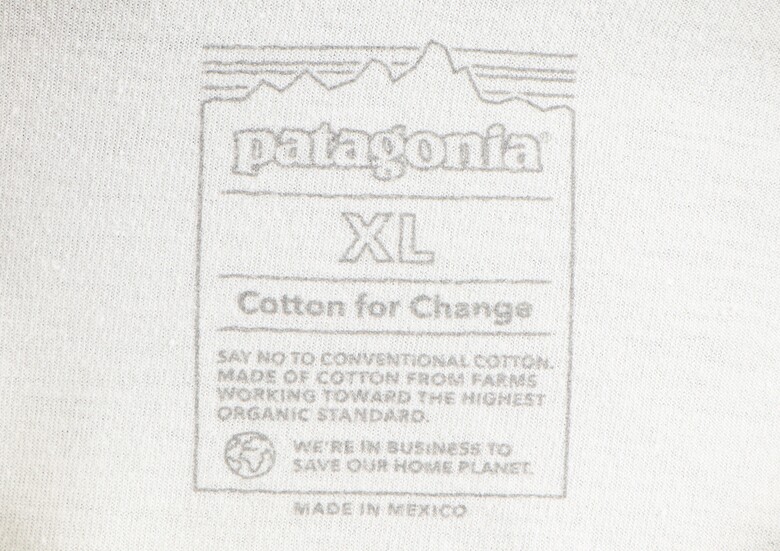 patagonia®
XL
Cotton for Change
SAY NO TO CONVENTIONAL COTTON.
MADE OF COTTON FROM FARMS
WORKING TOWARD THE HIGHEST
ORGANIC STANDARD.
WE'RE IN BUSINESS TO
SAVE OUR HOME PLANET.
MADE IN MEXICO